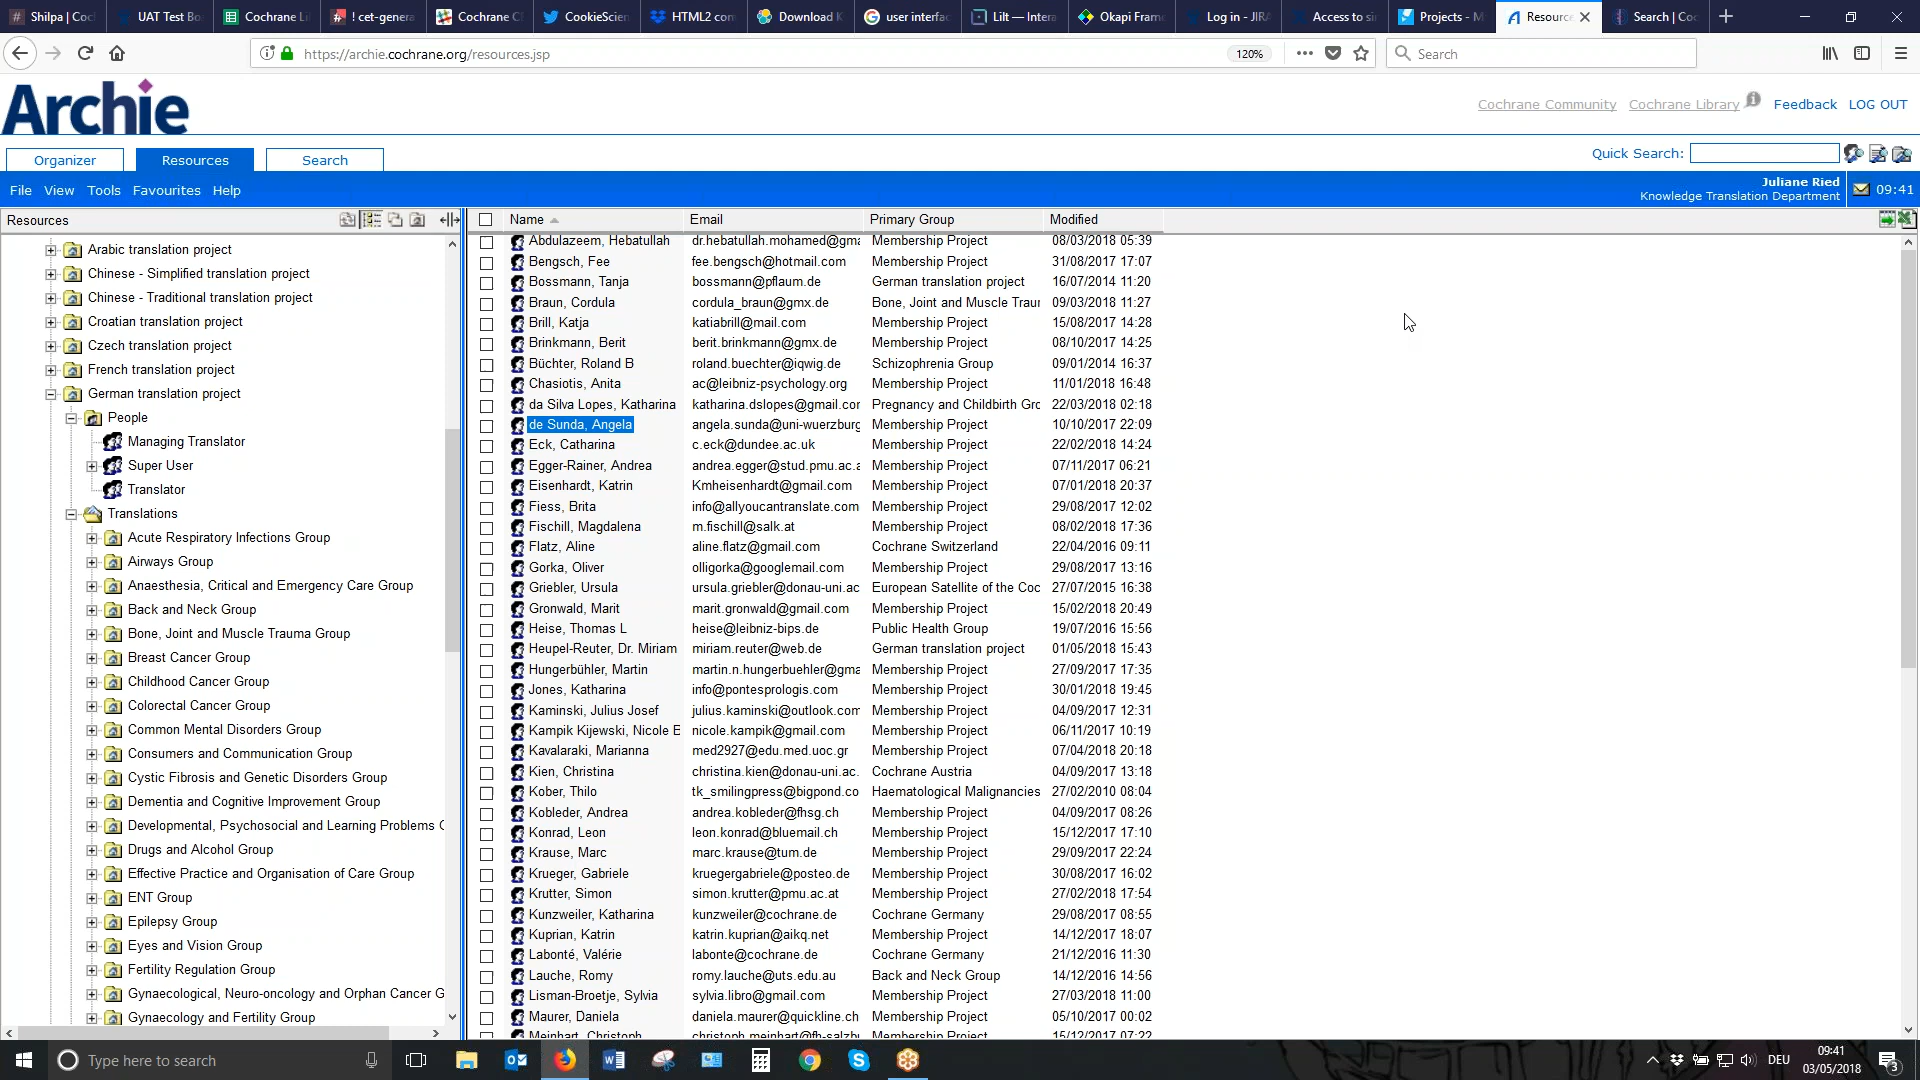 Shilpa | Co
UAT Test Bo
Cochrane Li
! cet-genera
Cochrane C
CookieScien
HTML2 com
Download K
user interfac
Lilt — Intera
Okapi Frame
Log in - JIRA
Access to si
Projects - M
Resource
Search | Coc
https://archie.cochrane.org/resources.jsp
120%
Search
Archie
Cochrane Community
Cochrane Library
Feedback
LOG OUT
Organizer
Resources
Search
Quick Search:
File View Tools Favourites Help
Juliane Ried
Knowledge Translation Department
09:41
Resources
Arabic translation project
Chinese - Simplified translation project
Chinese - Traditional translation project
Croatian translation project
Czech translation project
French translation project
German translation project
People
Managing Translator
Super User
Translator
Translations
Acute Respiratory Infections Group
Airways Group
Anaesthesia, Critical and Emergency Care Group
Back and Neck Group
Bone, Joint and Muscle Trauma Group
Breast Cancer Group
Childhood Cancer Group
Colorectal Cancer Group
Common Mental Disorders Group
Consumers and Communication Group
Cystic Fibrosis and Genetic Disorders Group
Dementia and Cognitive Improvement Group
Developmental, Psychosocial and Learning Problems G
Drugs and Alcohol Group
Effective Practice and Organisation of Care Group
ENT Group
Epilepsy Group
Eyes and Vision Group
Fertility Regulation Group
Gynaecological, Neuro-oncology and Orphan Cancer G
Gynaecology and Fertility Group
Name Email Primary Group Modified
Abdulazeem, Hebatullah dr.hebatullah.mohamed@gma Membership Project 08/03/2018 05:39
Bengsch, Fee fee.bengsch@hotmail.com Membership Project 31/08/2017 17:07
Bossmann, Tanja bossmann@pflaum.de German translation project 16/07/2014 11:20
Braun, Cordula cordula_braun@gmx.de Bone, Joint and Muscle Traur 09/03/2018 11:27
Brill, Katja katiabrill@mail.com Membership Project 15/08/2017 14:28
Brinkmann, Berit berit.brinkmann@gmx.de Membership Project 08/10/2017 14:25
Büchter, Roland B roland.buechter@iqwig.de Schizophrenia Group 09/01/2014 16:37
Chasiotis, Anita ac@leibniz-psychology.org Membership Project 11/01/2018 16:48
da Silva Lopes, Katharina katharina.dslopes@gmail.cor Pregnancy and Childbirth Grc 22/03/2018 02:18
de Sunda, Angela angela.sunda@uni-wuerzburg Membership Project 10/10/2017 22:09
Eck, Catharina c.eck@dundee.ac.uk Membership Project 22/02/2018 14:24
Egger-Rainer, Andrea andrea.egger@stud.pmu.ac.a Membership Project 07/11/2017 06:21
Eisenhardt, Katrin Kmheisenhardt@gmail.com Membership Project 07/01/2018 20:37
Fiess, Brita info@allyoucantranslate.com Membership Project 29/08/2017 12:02
Fischill, Magdalena m.fischill@salk.at Membership Project 08/02/2018 17:36
Flatz, Aline aline.flatz@gmail.com Cochrane Switzerland 22/04/2016 09:11
Gorka, Oliver olligorka@googlemail.com Membership Project 29/08/2017 13:16
Griebler, Ursula ursula.griebler@donau-uni.ac European Satellite of the Coc 27/07/2015 16:38
Gronwald, Marit marit.gronwald@gmail.com Membership Project 15/02/2018 20:49
Heise, Thomas L heise@leibniz-bips.de Public Health Group 19/07/2016 15:56
Heupel-Reuter, Dr. Miriam miriam.reuter@web.de German translation project 01/05/2018 15:43
Hungerbühler, Martin martin.n.hungerbuehler@gma Membership Project 27/09/2017 17:35
Jones, Katharina info@pontesprologis.com Membership Project 30/01/2018 19:45
Kaminski, Julius Josef julius.kaminski@outlook.com Membership Project 04/09/2017 12:31
Kampik Kijewski, Nicole E nicole.kampik@gmail.com Membership Project 06/11/2017 10:19
Kavalaraki, Marianna med2927@edu.med.uoc.gr Membership Project 07/04/2018 20:18
Kien, Christina christina.kien@donau-uni.ac. Cochrane Austria 04/09/2017 13:18
Kober, Thilo tk_smilingpress@bigpond.co Haematological Malignancies 27/02/2010 08:04
Kobleder, Andrea andrea.kobleder@fhsg.ch Membership Project 04/09/2017 08:26
Konrad, Leon leon.konrad@bluemail.ch Membership Project 15/12/2017 17:10
Krause, Marc marc.krause@tum.de Membership Project 29/09/2017 22:24
Krueger, Gabriele kruegergabriele@posteo.de Membership Project 30/08/2017 16:02
Krutter, Simon simon.krutter@pmu.ac.at Membership Project 27/02/2018 17:54
Kunzweiler, Katharina kunzweiler@cochrane.de Cochrane Germany 29/08/2017 08:55
Kuprian, Katrin katrin.kuprian@aikq.net Membership Project 14/12/2017 18:07
Labonté, Valérie labonte@cochrane.de Cochrane Germany 21/12/2016 11:30
Lauche, Romy romy.lauche@uts.edu.au Back and Neck Group 14/12/2016 14:56
Lisman-Broetje, Sylvia sylvia.libro@gmail.com Membership Project 27/03/2018 11:00
Maurer, Daniela daniela.maurer@quickline.ch Membership Project 05/10/2017 00:02
Meinhart, Christoph christoph.meinhart@fh-salzbu Membership Project 15/12/2017 07:22
Type here to search
DEU
09:41
03/05/2018
3